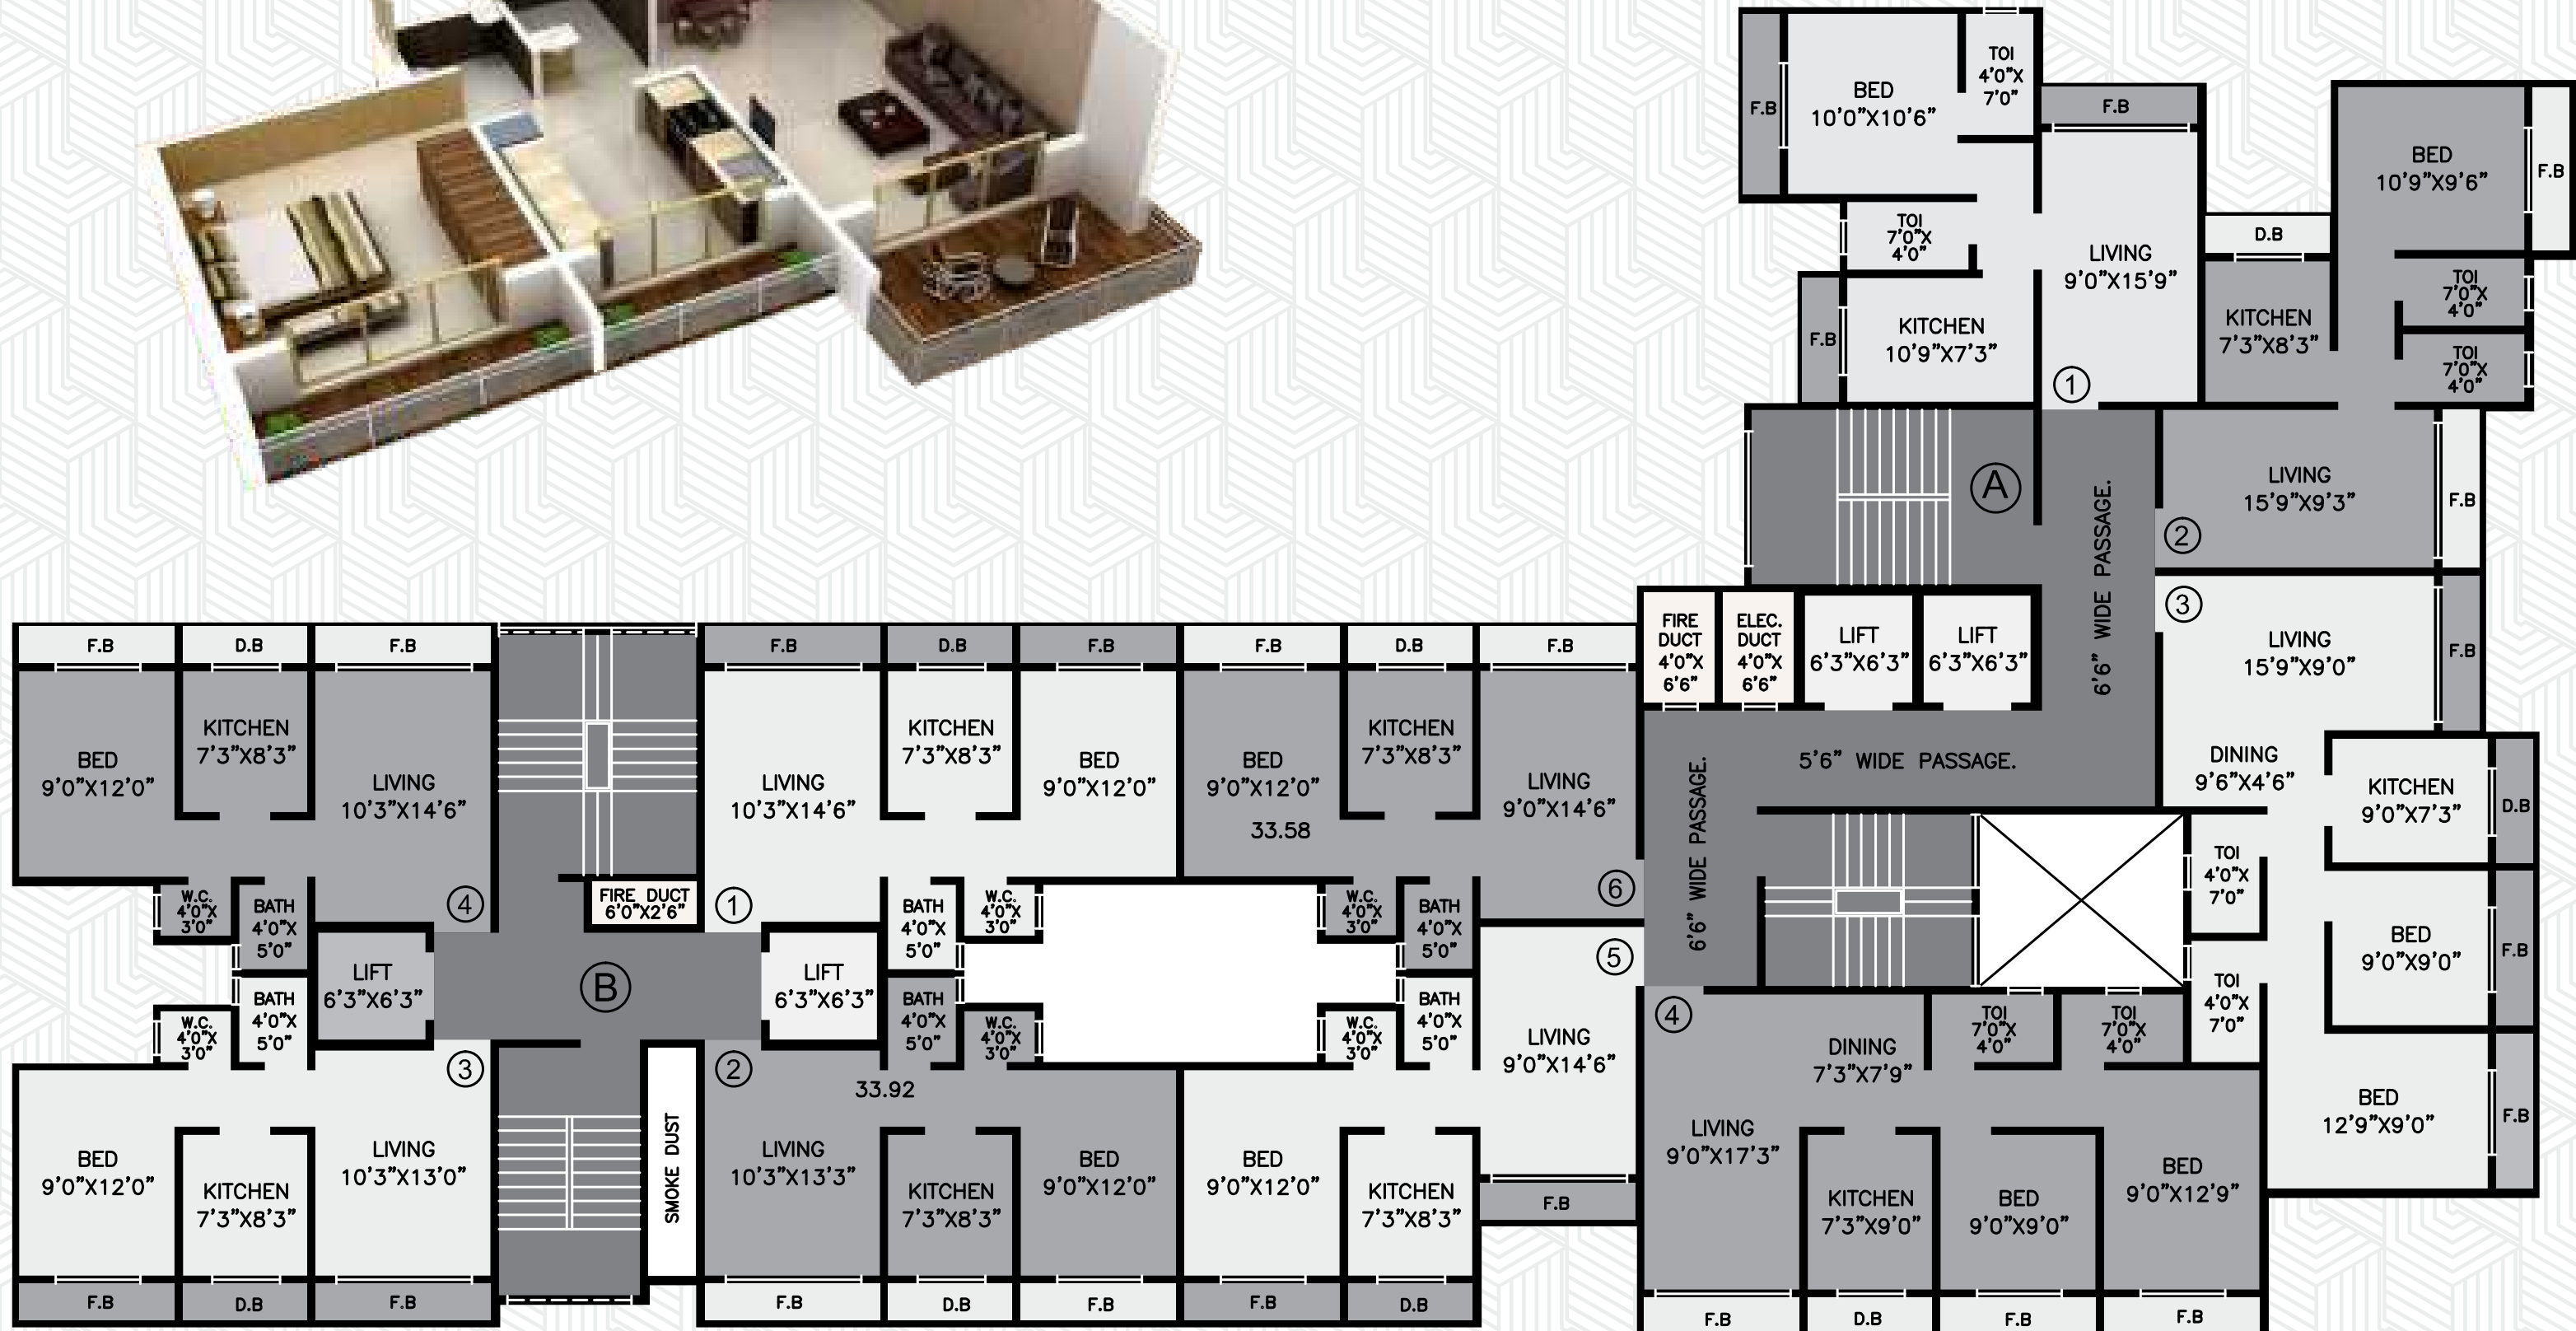 BED
10'0"X10'6"
TOI
4'0"X
7'0"
F.B
F.B
TOI
7'0"X
4'0"
LIVING
9'0"X15'9"
KITCHEN
10'9"X7'3"
F.B
1
BED
10'9"X9'6"
F.B
D.B
KITCHEN
7'3"X8'3"
TOI
7'0"X
4'0"
TOI
7'0"X
4'0"
LIVING
15'9"X9'3"
F.B
2
A
6'6" WIDE PASSAGE.
3
LIVING
15'9"X9'0"
F.B
DINING
9'6"X4'6"
KITCHEN
9'0"X7'3"
D.B
TOI
4'0"X
7'0"
BED
9'0"X9'0"
F.B
TOI
4'0"X
7'0"
BED
12'9"X9'0"
F.B
FIRE
DUCT
4'0"X
6'6"
ELEC.
DUCT
4'0"X
6'6"
LIFT
6'3"X6'3"
LIFT
6'3"X6'3"
5'6" WIDE PASSAGE.
6'6" WIDE PASSAGE.
4
DINING
7'3"X7'9"
TOI
7'0"X
4'0"
TOI
7'0"X
4'0"
LIVING
9'0"X17'3"
KITCHEN
7'3"X9'0"
BED
9'0"X9'0"
BED
9'0"X12'9"
F.B
D.B
F.B
F.B
F.B
D.B
F.B
BED
9'0"X12'0"
KITCHEN
7'3"X8'3"
LIVING
10'3"X14'6"
W.C.
4'0"X
3'0"
BATH
4'0"X
5'0"
4
FIRE DUCT
6'0"X2'6"
F.B
D.B
F.B
LIVING
10'3"X14'6"
KITCHEN
7'3"X8'3"
BED
9'0"X12'0"
1
BATH
4'0"X
5'0"
W.C.
4'0"X
3'0"
F.B
D.B
F.B
BED
9'0"X12'0"
33.58
KITCHEN
7'3"X8'3"
LIVING
9'0"X14'6"
W.C.
4'0"X
3'0"
BATH
4'0"X
5'0"
6
LIFT
6'3"X6'3"
B
LIFT
6'3"X6'3"
W.C.
4'0"X
3'0"
BATH
4'0"X
5'0"
3
BED
9'0"X12'0"
KITCHEN
7'3"X8'3"
LIVING
10'3"X13'0"
F.B
D.B
F.B
SMOKE DUST
2
33.92
BATH
4'0"X
5'0"
W.C.
4'0"X
3'0"
LIVING
10'3"X13'3"
KITCHEN
7'3"X8'3"
BED
9'0"X12'0"
F.B
D.B
F.B
5
W.C.
4'0"X
3'0"
BATH
4'0"X
5'0"
LIVING
9'0"X14'6"
BED
9'0"X12'0"
KITCHEN
7'3"X8'3"
F.B
F.B
D.B